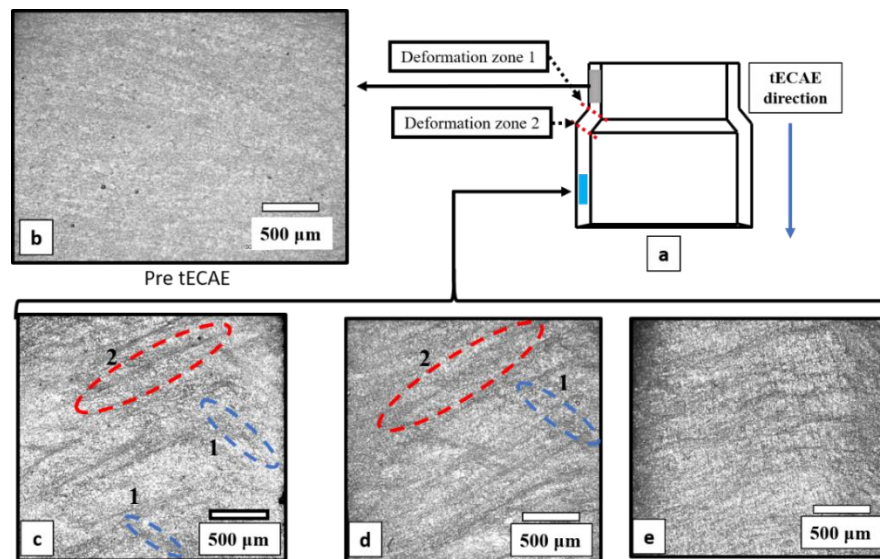 Deformation zone 1
Deformation zone 2
tECAE
direction
500 µm
b
a
Pre tECAE
2
1
1
500 µm
c
2
1
500 µm
d
500 µm
e